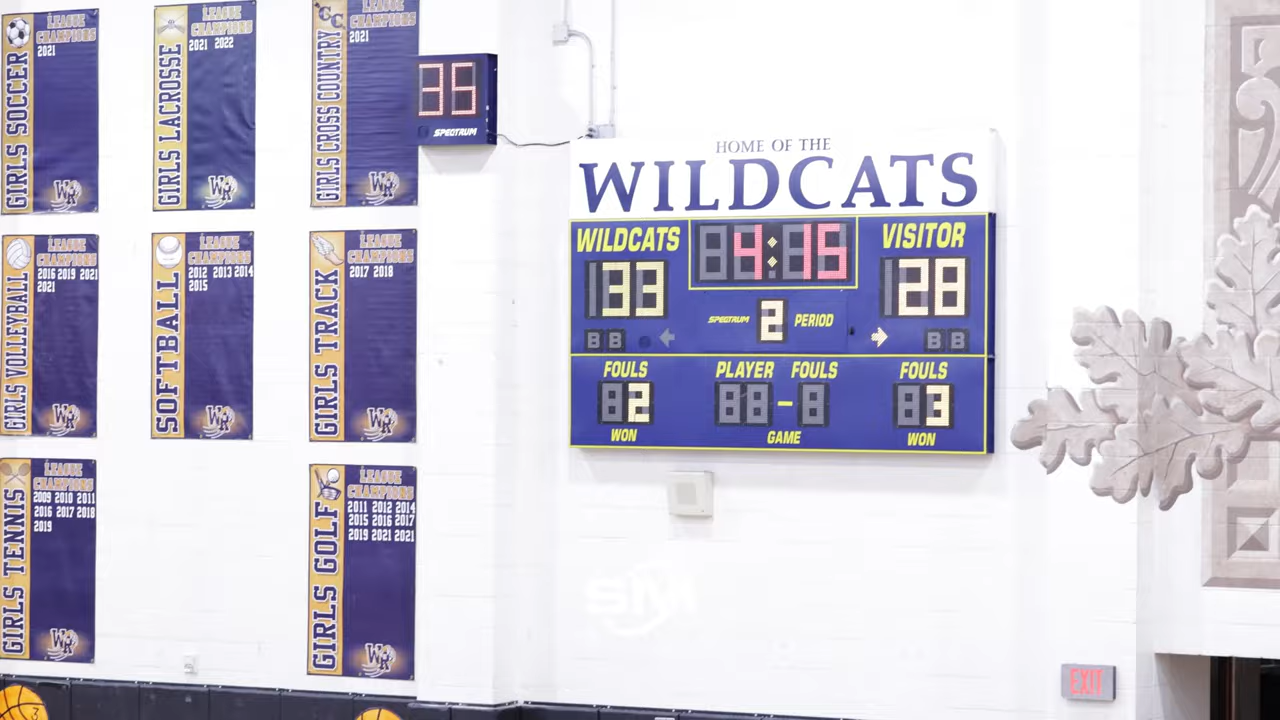 GIRLS SOCCER
LEAGUE
CHAMPIONS
2021
GIRLS LACROSSE
LEAGUE
CHAMPIONS
2021 2022
GIRLS CROSS COUNTRY
LEAGUE
CHAMPIONS
2021
35
SPECTRUM
GIRLS VOLLEYBALL
LEAGUE
CHAMPIONS
2016 2019 2021
2021
SOFTBALL
LEAGUE
CHAMPIONS
2012 2013 2014
2015
GIRLS TRACK
LEAGUE
CHAMPIONS
2017 2018
GIRLS TENNIS
LEAGUE
CHAMPIONS
2009 2010 2011
2016 2017 2018
2019
GIRLS GOLF
LEAGUE
CHAMPIONS
2011 2012 2014
2015 2016 2017
2019 2021 2021
HOME OF THE
WILDCATS
WILDCATS 4:15 VISITOR
33 28
SPECTRUM 2 PERIOD
FOULS PLAYER FOULS FOULS
2 - 3
WON GAME WON
SM
EXIT